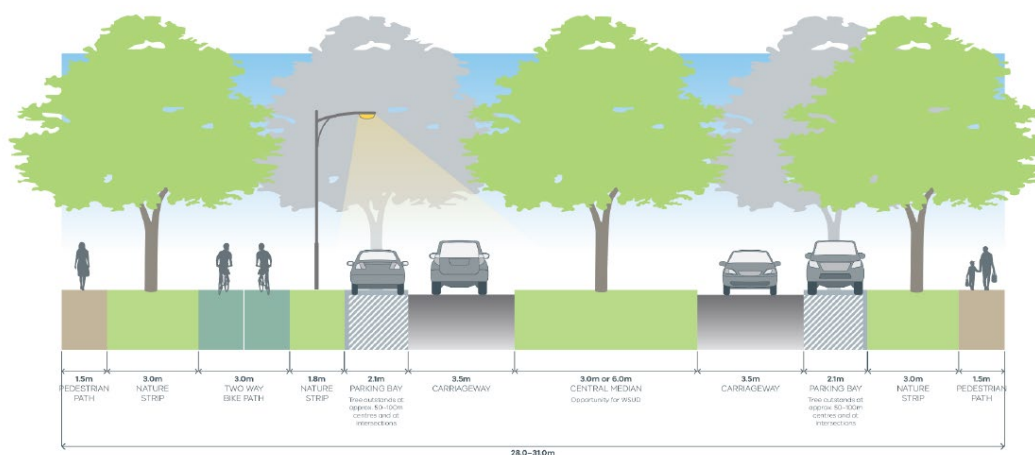 1.5m
PEDESTRIAN
PATH
3.0m
NATURE
STRIP
3.0m
TWO WAY
BIKE PATH
1.8m
NATURE
STRIP
2.1m
PARKING BAY
Tree outstands at
approx. 50-100m
centres and at
intersections
3.5m
CARRIAGEWAY
3.0m or 6.0m
CENTRAL MEDIAN
Opportunity for WSUD
3.5m
CARRIAGEWAY
2.1m
PARKING BAY
Tree outstands at
approx. 50-100m
centres and at
intersections
3.0m
NATURE
STRIP
1.5m
PEDESTRIAN
PATH
28.0-31.0m